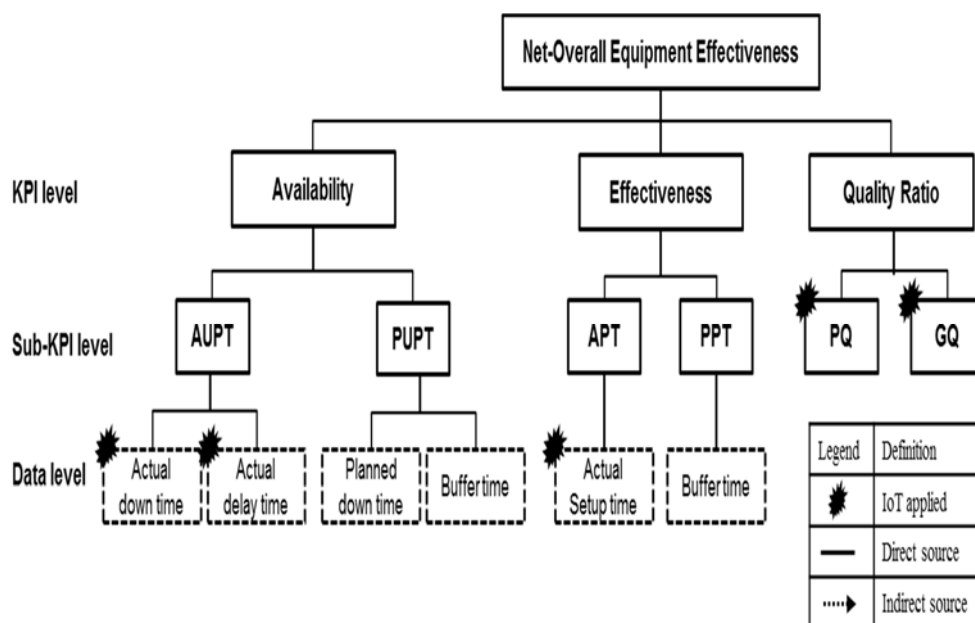 Net-Overall Equipment Effectiveness
KPI level
Availability
Effectiveness
Quality Ratio
Sub-KPI level
AUPT
PUPT
APT
PPT
PQ
GQ
Data level
Actual
down time
Actual
delay time
Planned
down time
Buffer time
Actual
Setup time
Buffer time
Legend
Definition
IoT applied
Direct source
Indirect source